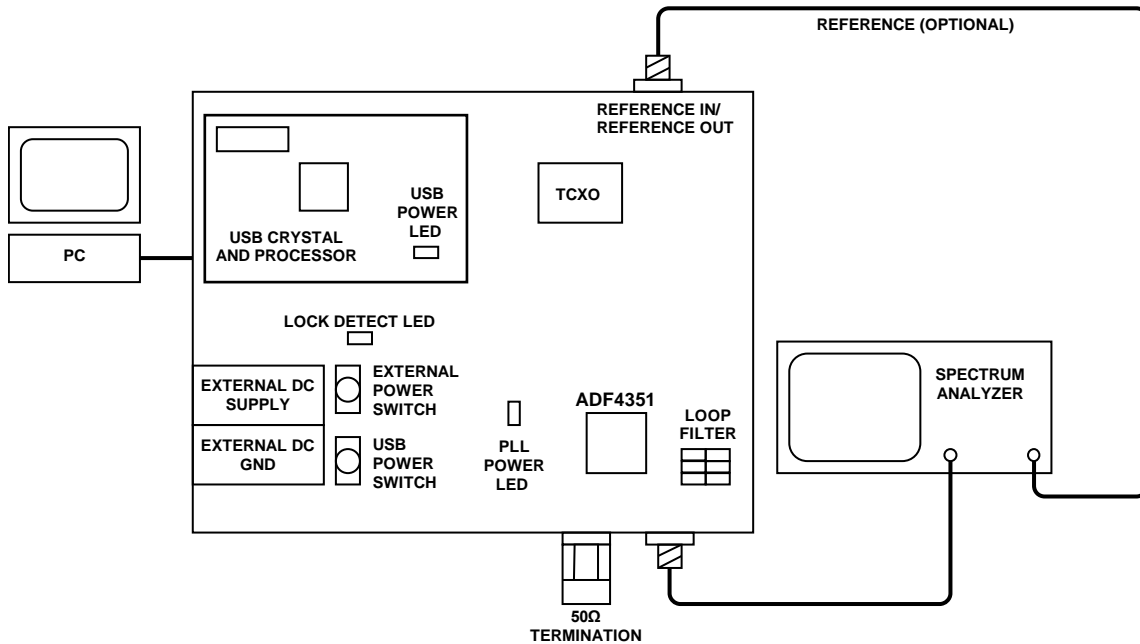 REFERENCE (OPTIONAL)
REFERENCE IN/
REFERENCE OUT
TCXO
USB
POWER
LED
USB CRYSTAL
AND PROCESSOR
PC
LOCK DETECT LED
EXTERNAL DC
SUPPLY
EXTERNAL
POWER
SWITCH
EXTERNAL DC
GND
USB
POWER
SWITCH
PLL
POWER
LED
ADF4351
LOOP
FILTER
SPECTRUM
ANALYZER
50Ω
TERMINATION